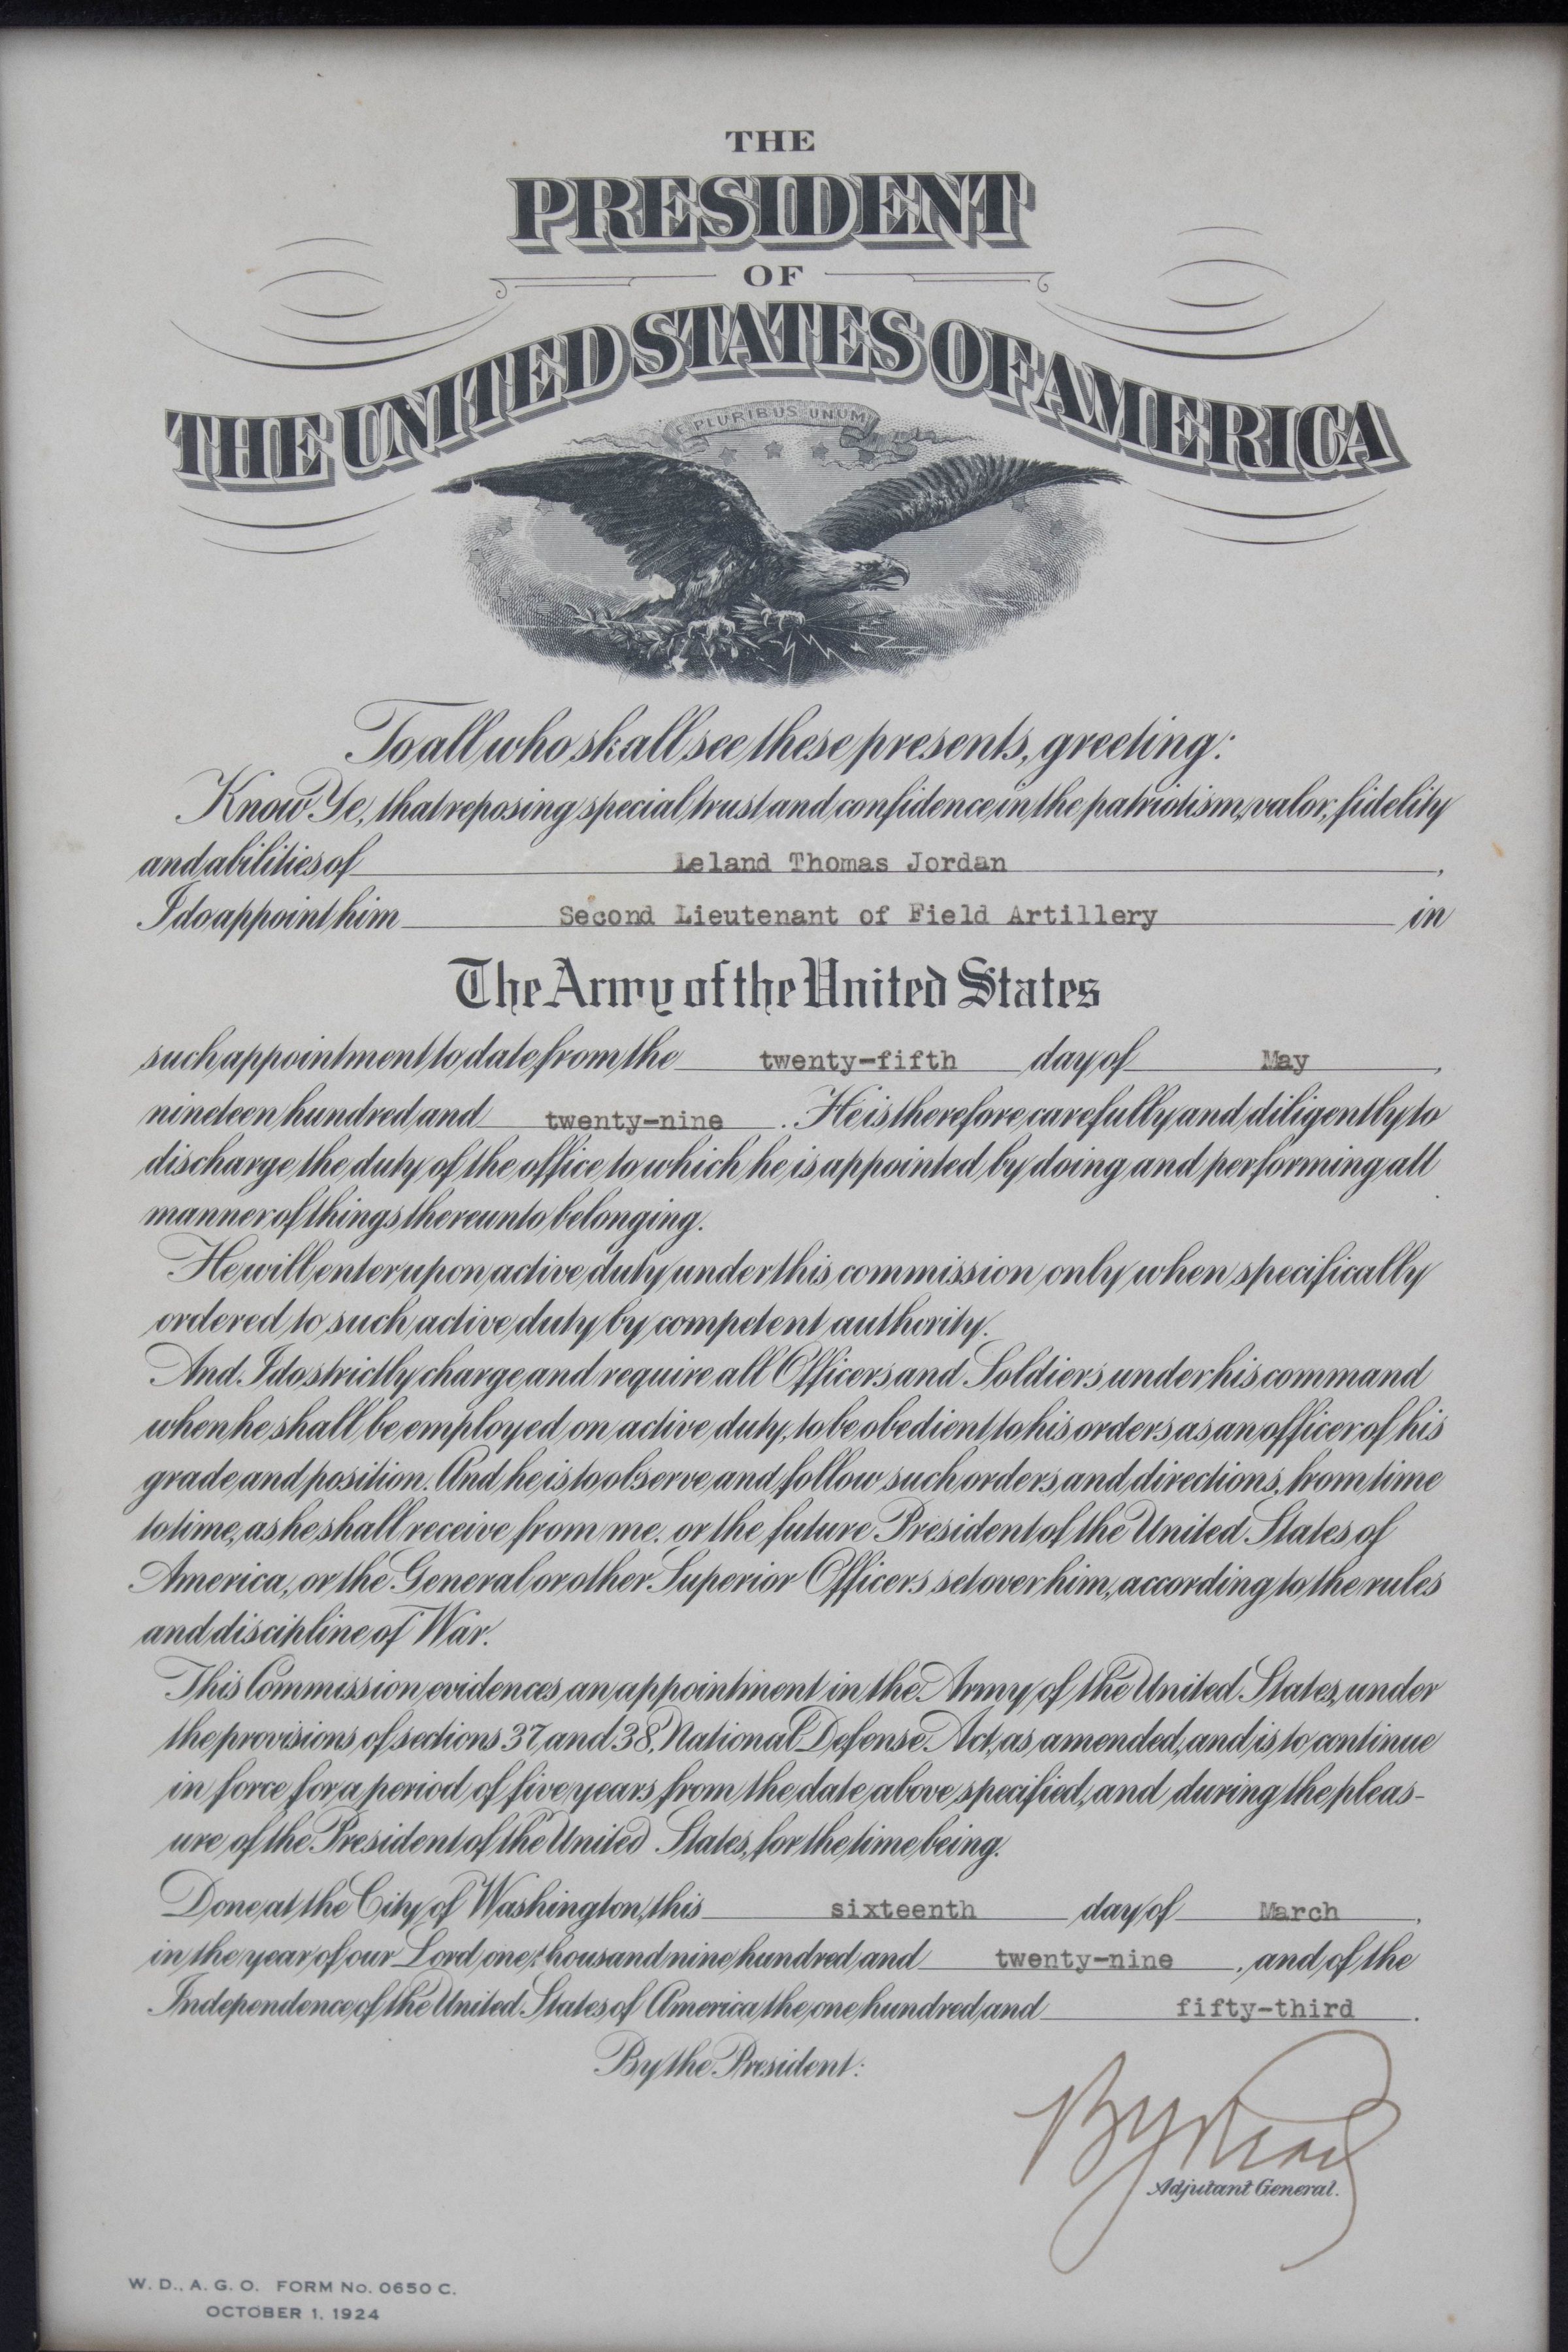 THE
PRESIDENT
OF
THE UNITED STATES OF AMERICA
E PLURIBUS UNUM
To all who shall see these presents, greeting:
Know Ye, that reposing special trust and confidence in the patriotism, valor, fidelity
and abilities of Leland Thomas Jordan,
I do appoint him Second Lieutenant of Field Artillery in
The Army of the United States
such appointment to date from the twenty-fifth day of May,
nineteen hundred and twenty-nine. He is therefore carefully and diligently to
discharge the duty of the office to which he is appointed by doing and performing all
manner of things thereunto belonging.
He will enter upon active duty under this commission only when specifically
ordered to such active duty by competent authority.
And I do strictly charge and require all Officers and Soldiers under his command
when he shall be employed on active duty, to be obedient to his orders as an officer of his
grade and position. And he is to observe and follow such orders and directions, from time
to time, as he shall receive from me, or the future President of the United States of
America, or the General or other Superior Officers set over him, according to the rules
and discipline of War.
This Commission evidences an appointment in the Army of the United States, under
the provisions of sections 37 and 38, National Defense Act, as amended, and is to continue
in force for a period of five years from the date above specified, and during the pleas-
ure of the President of the United States, for the time being.
Done at the City of Washington, this sixteenth day of March,
in the year of our Lord one thousand nine hundred and twenty-nine, and of the
Independence of the United States of America the one hundred and fifty-third.
By the President:
Adjutant General.
W. D., A. G. O. FORM No. 0650 C.
OCTOBER 1, 1924